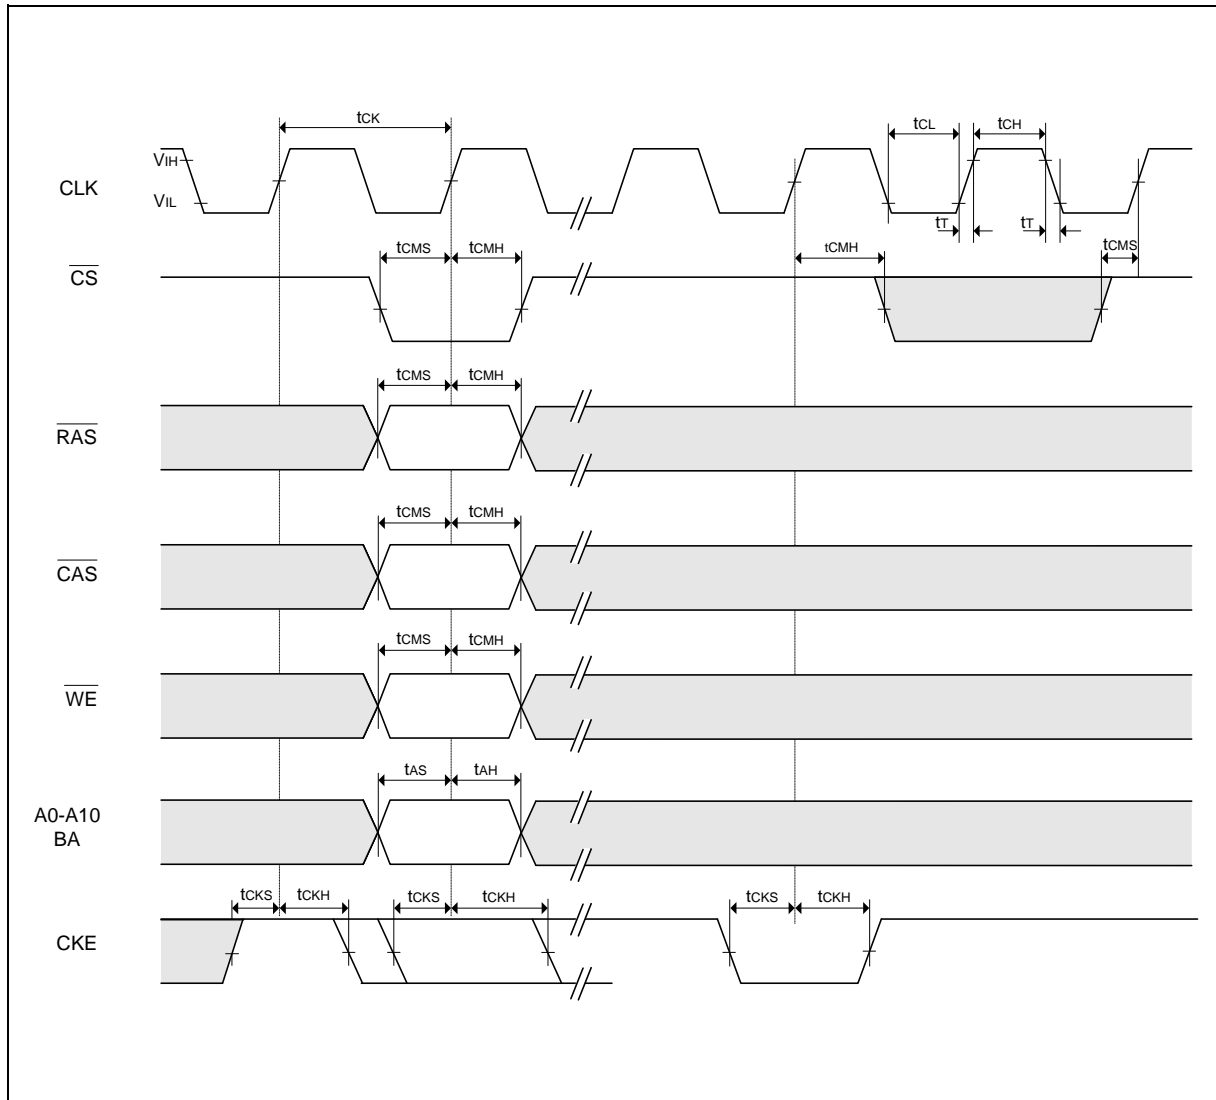 tCK
tCL
tCH
VIH
CLK
VIL
tT
tT
tCMS
tCMH
tCMH
tCMS
CS
tCMS
tCMH
RAS
tCMS
tCMH
CAS
tCMS
tCMH
WE
tAS
tAH
A0-A10
BA
tCKS
tCKH
tCKS
tCKH
tCKS
tCKH
CKE